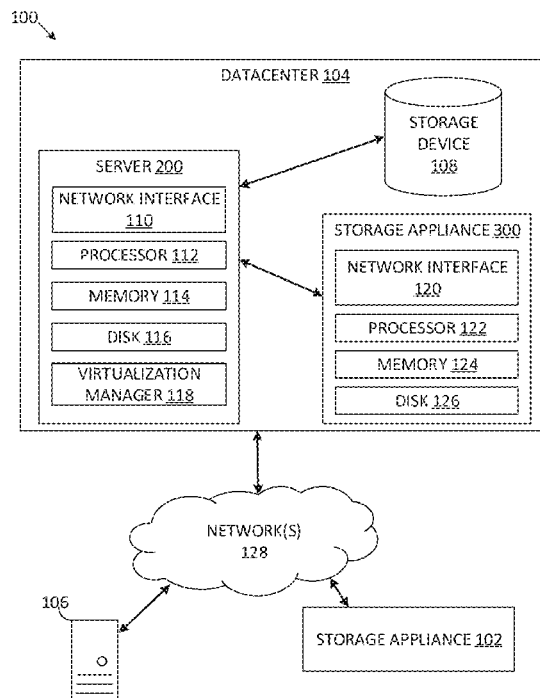 100
DATACENTER 104
STORAGE
DEVICE
108
SERVER 200
NETWORK INTERFACE
110
PROCESSOR 112
MEMORY 114
DISK 116
VIRTUALIZATION
MANAGER 118
STORAGE APPLIANCE 300
NETWORK INTERFACE
120
PROCESSOR 122
MEMORY 124
DISK 126
NETWORK(S)
128
106
STORAGE APPLIANCE 102